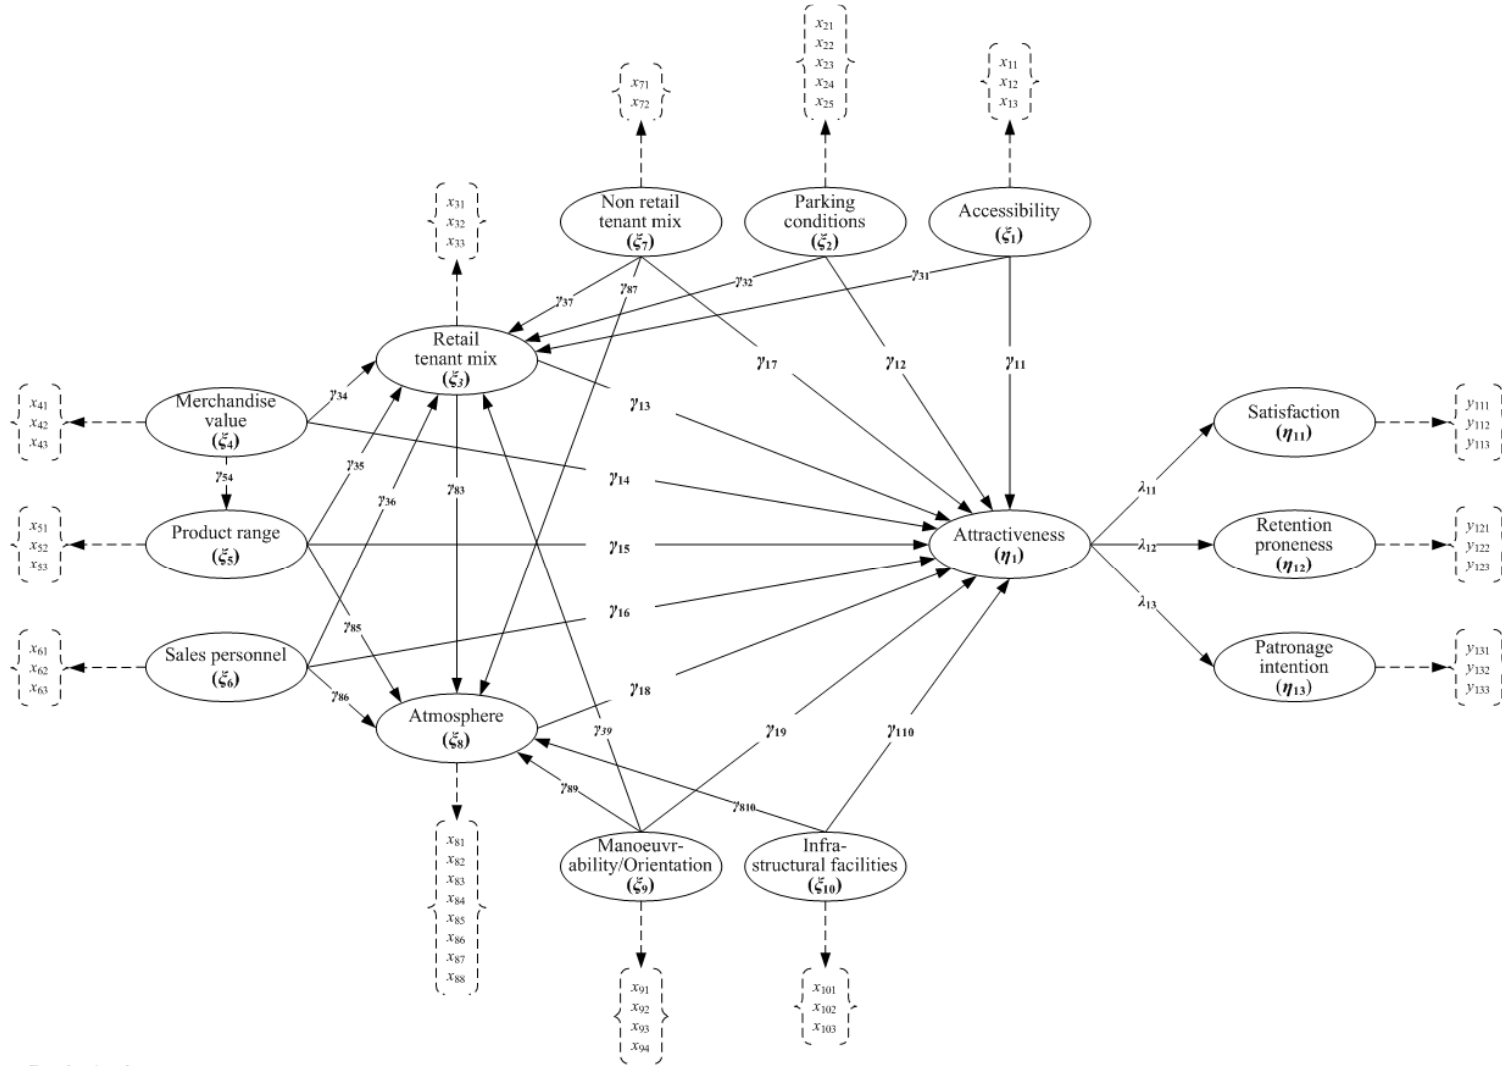 x21
x22
x23
x24
x25
x11
x12
x13
x71
x72
x31
x32
x33
Non retail
tenant mix
(ξ7)
Parking
conditions
(ξ2)
Accessibility
(ξ1)
γ37
γ87
γ32
γ31
Retail
tenant mix
(ξ3)
γ17
γ12
γ11
x41
x42
x43
Merchandise
value
(ξ4)
γ34
γ13
Satisfaction
(η11)
y111
y112
y113
γ54
γ35
γ36
γ83
γ14
λ11
x51
x52
x53
Product range
(ξ5)
γ15
Attractiveness
(η1)
λ12
Retention
proneness
(η12)
y121
y122
y123
γ85
γ16
λ13
x61
x62
x63
Sales personnel
(ξ6)
γ86
γ18
Patronage
intention
(η13)
y131
y132
y133
Atmosphere
(ξ8)
γ39
γ19
γ110
γ89
γ810
x81
x82
x83
x84
x85
x86
x87
x88
Manoeuvr-
ability/Orientation
(ξ9)
Infra-
structural facilities
(ξ10)
x91
x92
x93
x94
x101
x102
x103